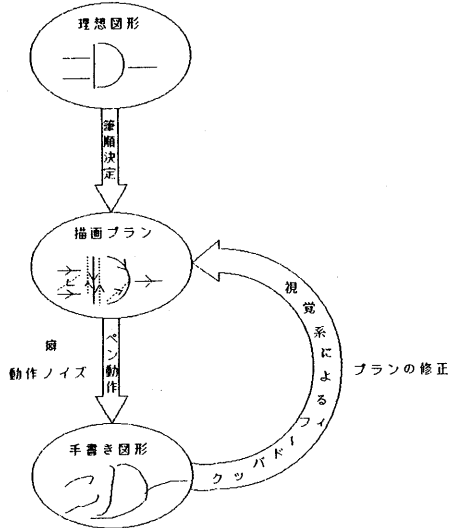 理想図形
筆順決定
描画プラン
癖
動作ノイズ
ペン動作
視覚系によるフィードバック
プランの修正
手書き図形